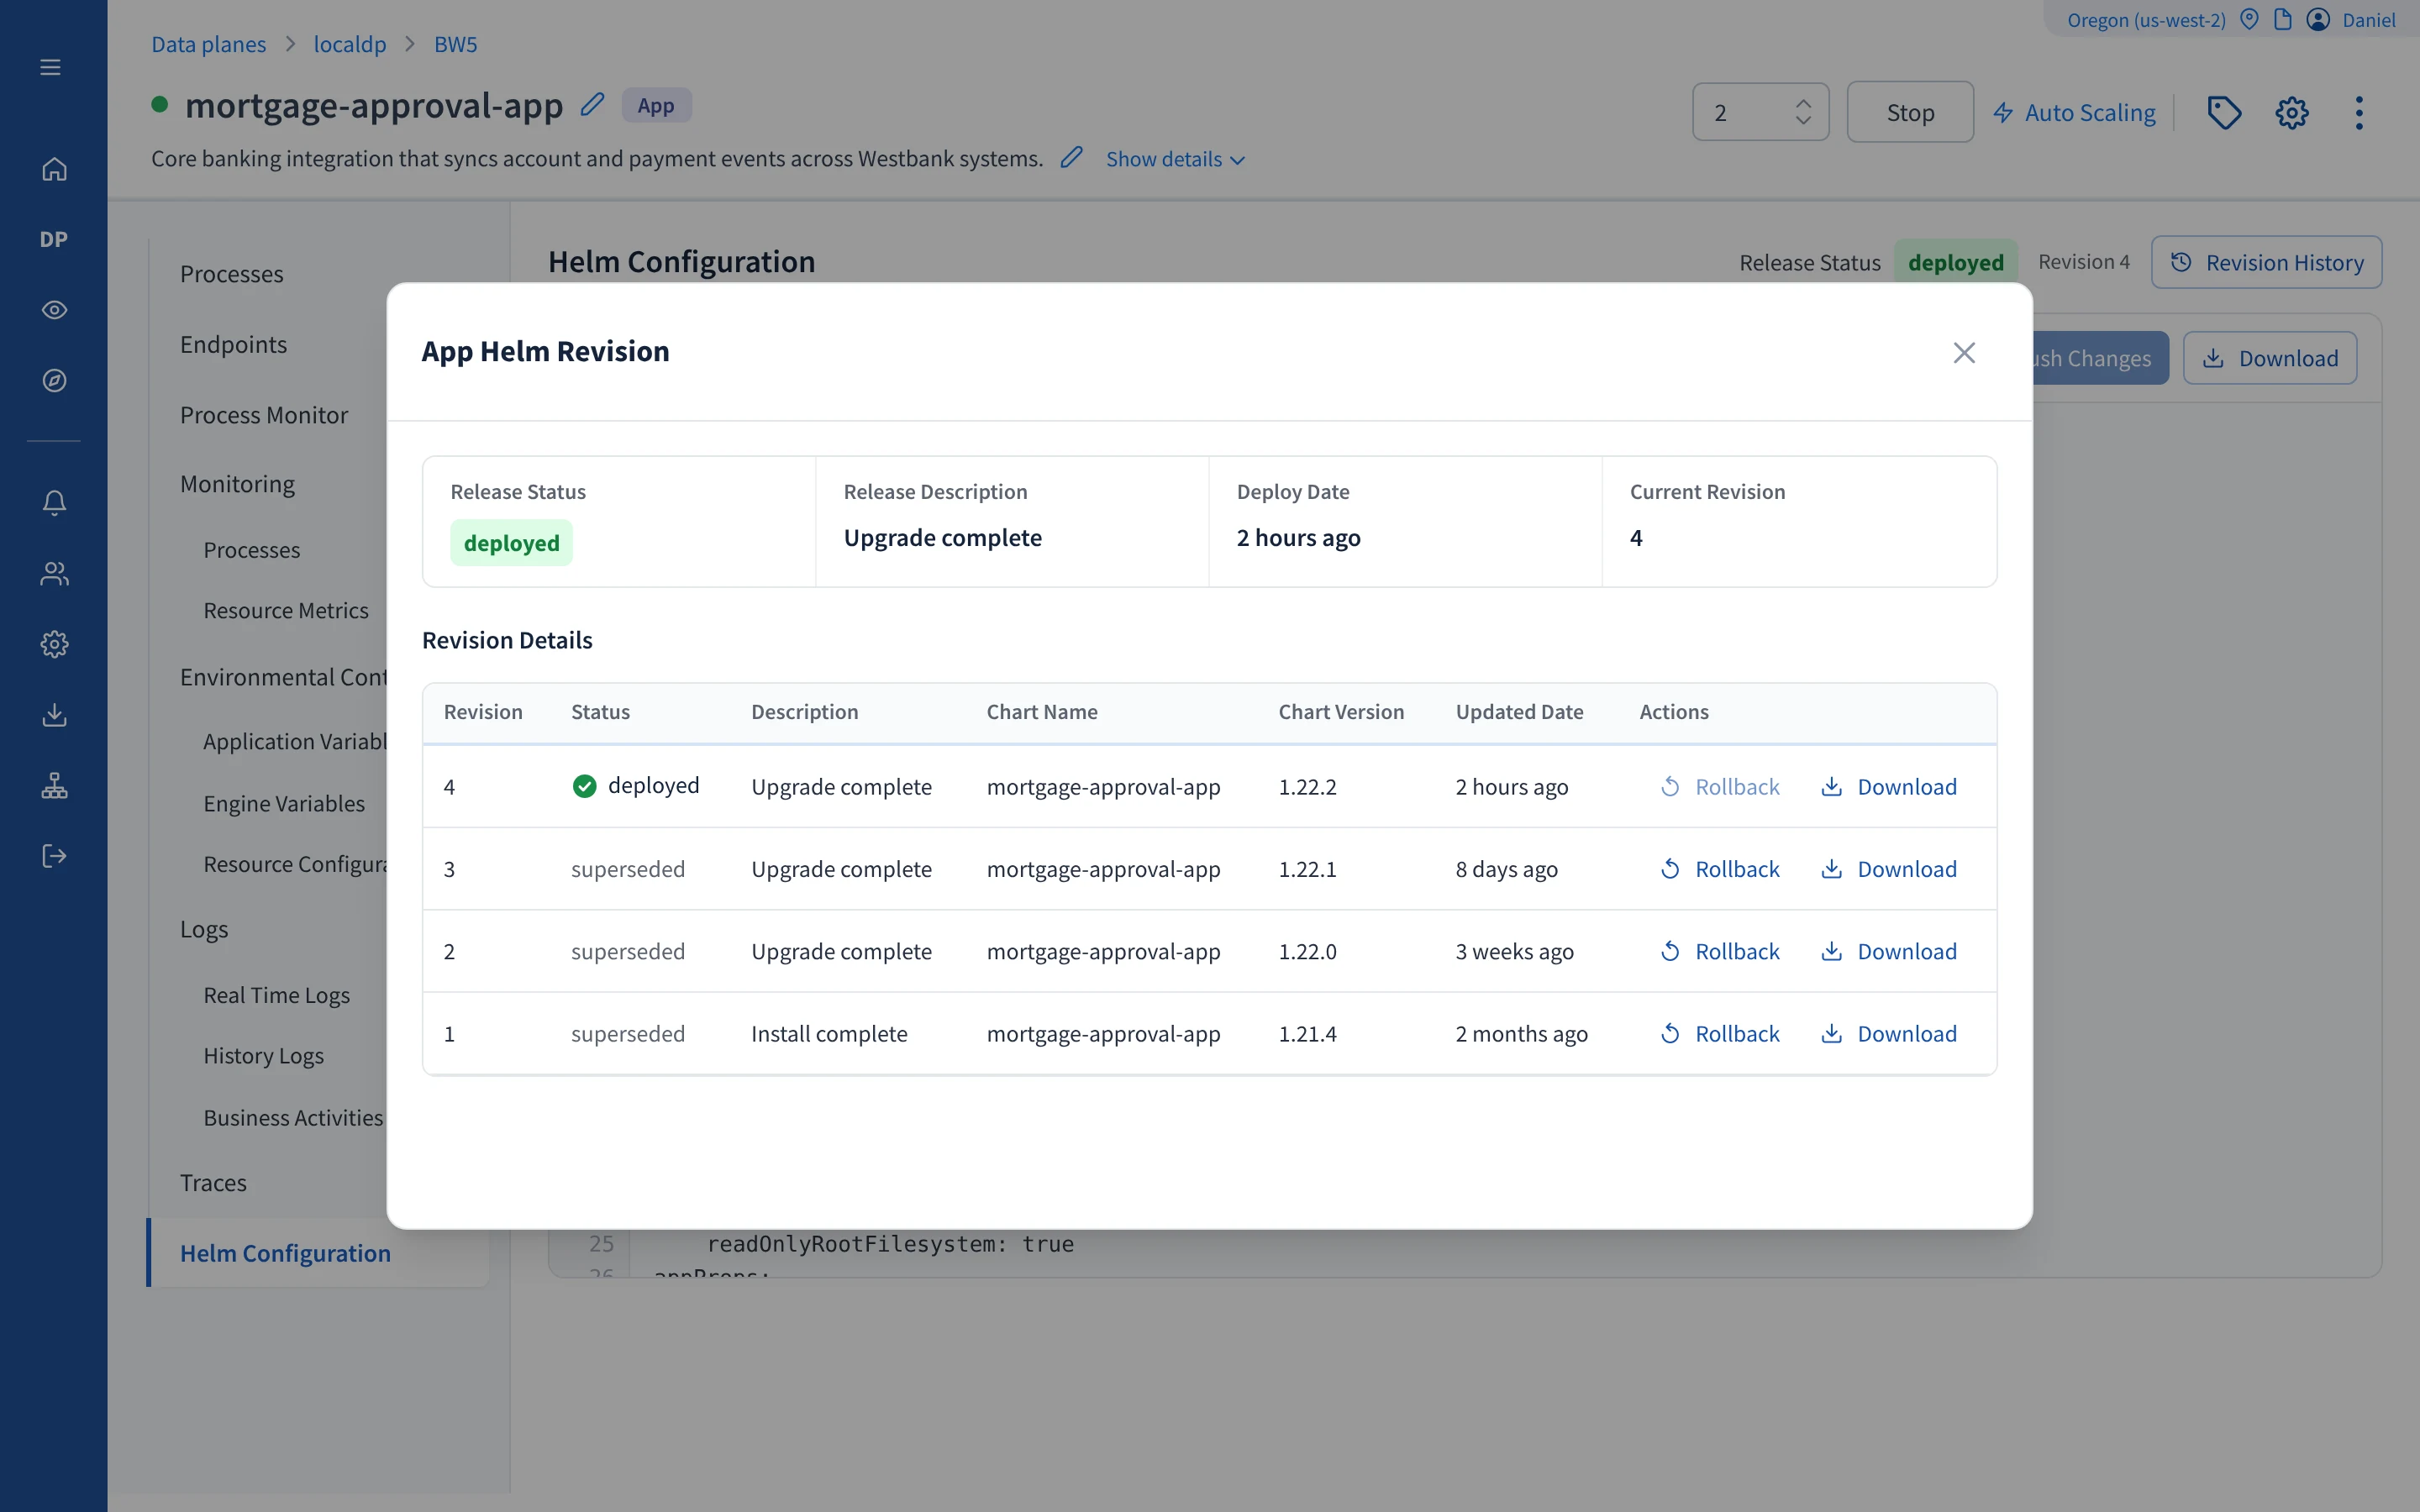 Oregon (us-west-2) Daniel
Data planes > localdp > BW5
mortgage-approval-app App
2 Stop Auto Scaling
Core banking integration that syncs account and payment events across Westbank systems. Show details
DP
Processes
Endpoints
Process Monitor
Monitoring
Processes
Resource Metrics
Environmental
Application
Engine Variables
Resource
Logs
Real Time Logs
History Logs
Business Activities
Traces
Helm Configuration
Helm Configuration
Release Status deployed Revision 4 Revision History
Changes Download
App Helm Revision
Release Status Release Description Deploy Date Current Revision
deployed Upgrade complete 2 hours ago 4
Revision Details
Revision Status Description Chart Name Chart Version Updated Date Actions
4 deployed Upgrade complete mortgage-approval-app 1.22.2 2 hours ago Rollback Download
3 superseded Upgrade complete mortgage-approval-app 1.22.1 8 days ago Rollback Download
2 superseded Upgrade complete mortgage-approval-app 1.22.0 3 weeks ago Rollback Download
1 superseded Install complete mortgage-approval-app 1.21.4 2 months ago Rollback Download
25 readOnlyRootFilesystem: true
26 appProps: